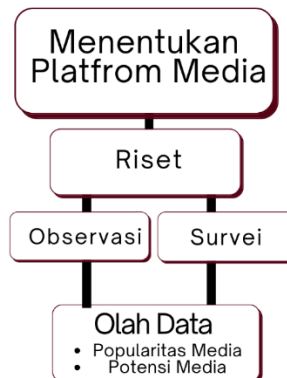 Menentukan
Platfrom Media
Riset
Observasi
Survei
Olah Data
• Popularitas Media
• Potensi Media